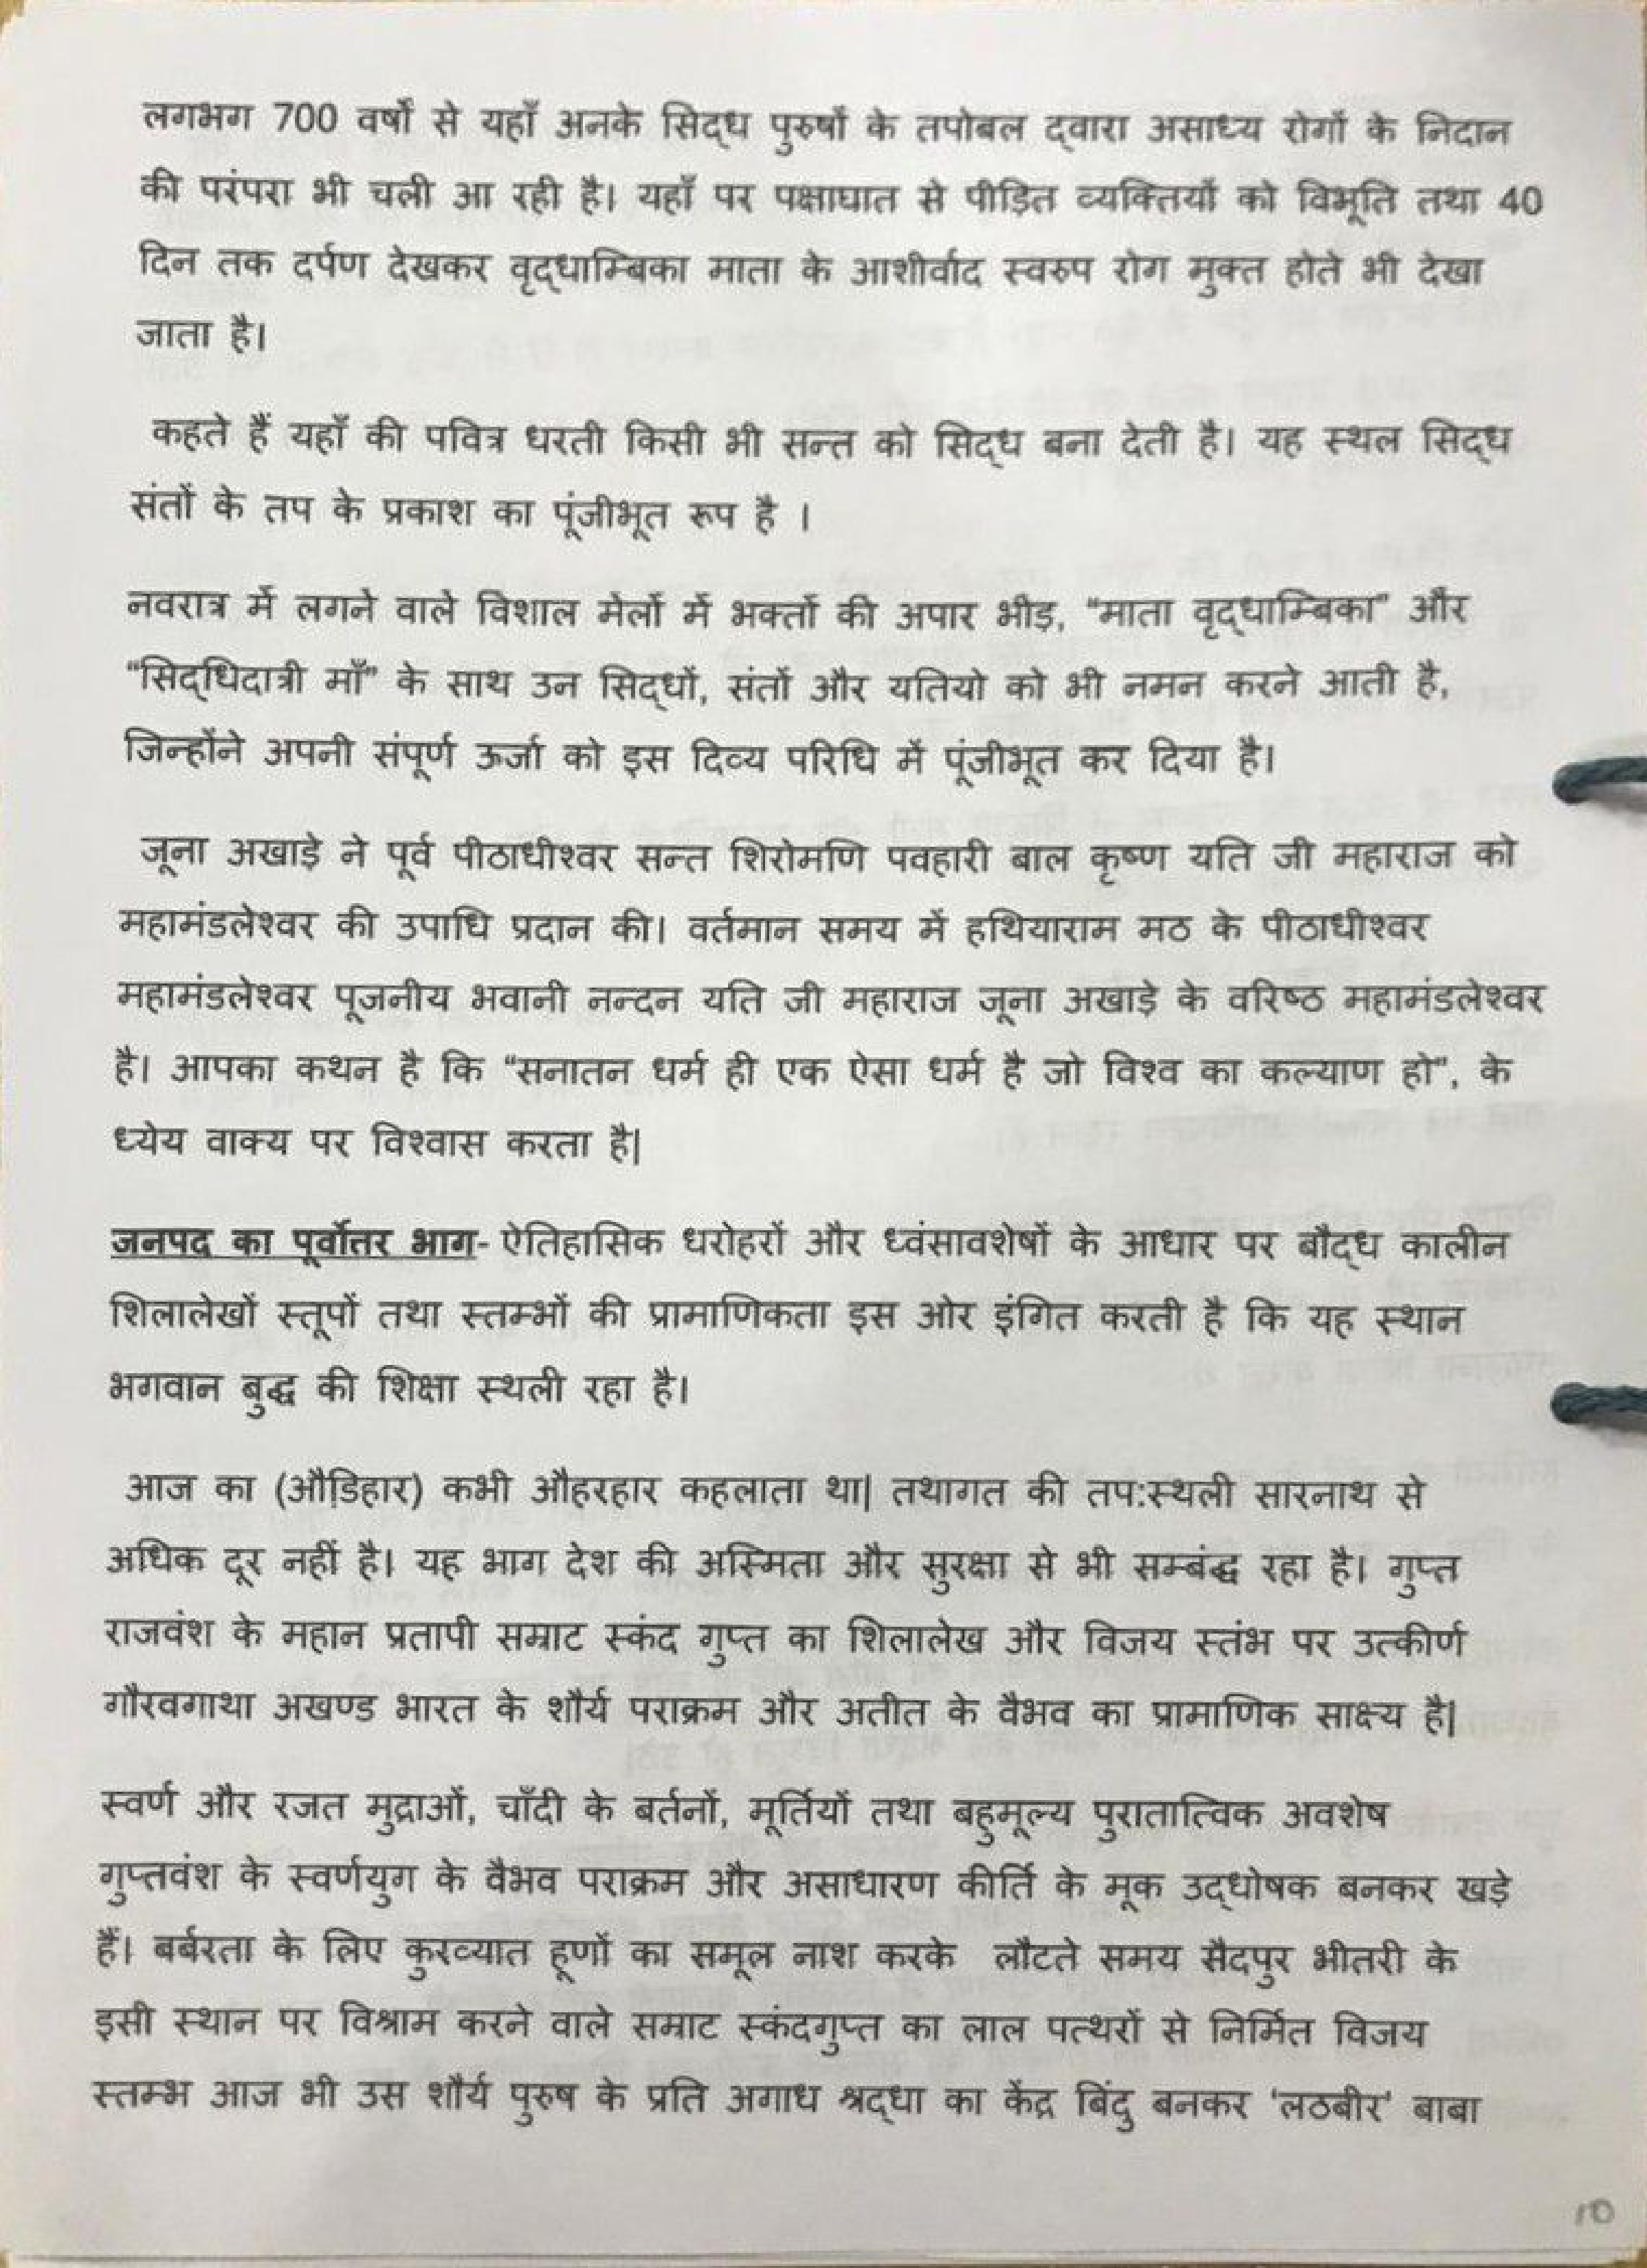 लगभग 700 वर्षों से यहाँ अनके सिद्ध पुरुषों के तपोबल द्वारा असाध्य रोगों के निदान
की परंपरा भी चली आ रही है। यहाँ पर पक्षाघात से पीड़ित व्यक्तियों को विभूति तथा 40
दिन तक दर्पण देखकर वृद्धाम्बिका माता के आशीर्वाद स्वरुप रोग मुक्त होते भी देखा
जाता है।
कहते हैं यहाँ की पवित्र धरती किसी भी सन्त को सिद्ध बना देती है। यह स्थल सिद्ध
संतों के तप के प्रकाश का पूंजीभूत रूप है ।
नवरात्र में लगने वाले विशाल मेलों में भक्तों की अपार भीड़, "माता वृद्धाम्बिका" और
"सिद्धिदात्री माँ" के साथ उन सिद्धों, संतों और यतियो को भी नमन करने आती है,
जिन्होंने अपनी संपूर्ण ऊर्जा को इस दिव्य परिधि में पूंजीभूत कर दिया है।
जूना अखाड़े ने पूर्व पीठाधीश्वर सन्त शिरोमणि पवहारी बाल कृष्ण यति जी महाराज को
महामंडलेश्वर की उपाधि प्रदान की। वर्तमान समय में हथियाराम मठ के पीठाधीश्वर
महामंडलेश्वर पूजनीय भवानी नन्दन यति जी महाराज जूना अखाड़े के वरिष्ठ महामंडलेश्वर
है। आपका कथन है कि "सनातन धर्म ही एक ऐसा धर्म है जो विश्व का कल्याण हो", के
ध्येय वाक्य पर विश्वास करता है|
जनपद का पूर्वोत्तर भाग- ऐतिहासिक धरोहरों और ध्वंसावशेषों के आधार पर बौद्ध कालीन
शिलालेखों स्तूपों तथा स्तम्भों की प्रामाणिकता इस ओर इंगित करती है कि यह स्थान
भगवान बुद्ध की शिक्षा स्थली रहा है।
आज का (औडिहार) कभी औहरहार कहलाता था| तथागत की तप:स्थली सारनाथ से
अधिक दूर नहीं है। यह भाग देश की अस्मिता और सुरक्षा से भी सम्बंद्ध रहा है। गुप्त
राजवंश के महान प्रतापी सम्राट स्कंद गुप्त का शिलालेख और विजय स्तंभ पर उत्कीर्ण
गौरवगाथा अखण्ड भारत के शौर्य पराक्रम और अतीत के वैभव का प्रामाणिक साक्ष्य है|
स्वर्ण और रजत मुद्राओं, चाँदी के बर्तनों, मूर्तियों तथा बहुमूल्य पुरातात्विक अवशेष
गुप्तवंश के स्वर्णयुग के वैभव पराक्रम और असाधारण कीर्ति के मूक उद्धोषक बनकर खड़े
हैं। बर्बरता के लिए कुरव्यात हूणों का समूल नाश करके लौटते समय सैदपुर भीतरी के
इसी स्थान पर विश्राम करने वाले सम्राट स्कंदगुप्त का लाल पत्थरों से निर्मित विजय
स्तम्भ आज भी उस शौर्य पुरुष के प्रति अगाध श्रद्धा का केंद्र बिंदु बनकर 'लठबीर' बाबा
10